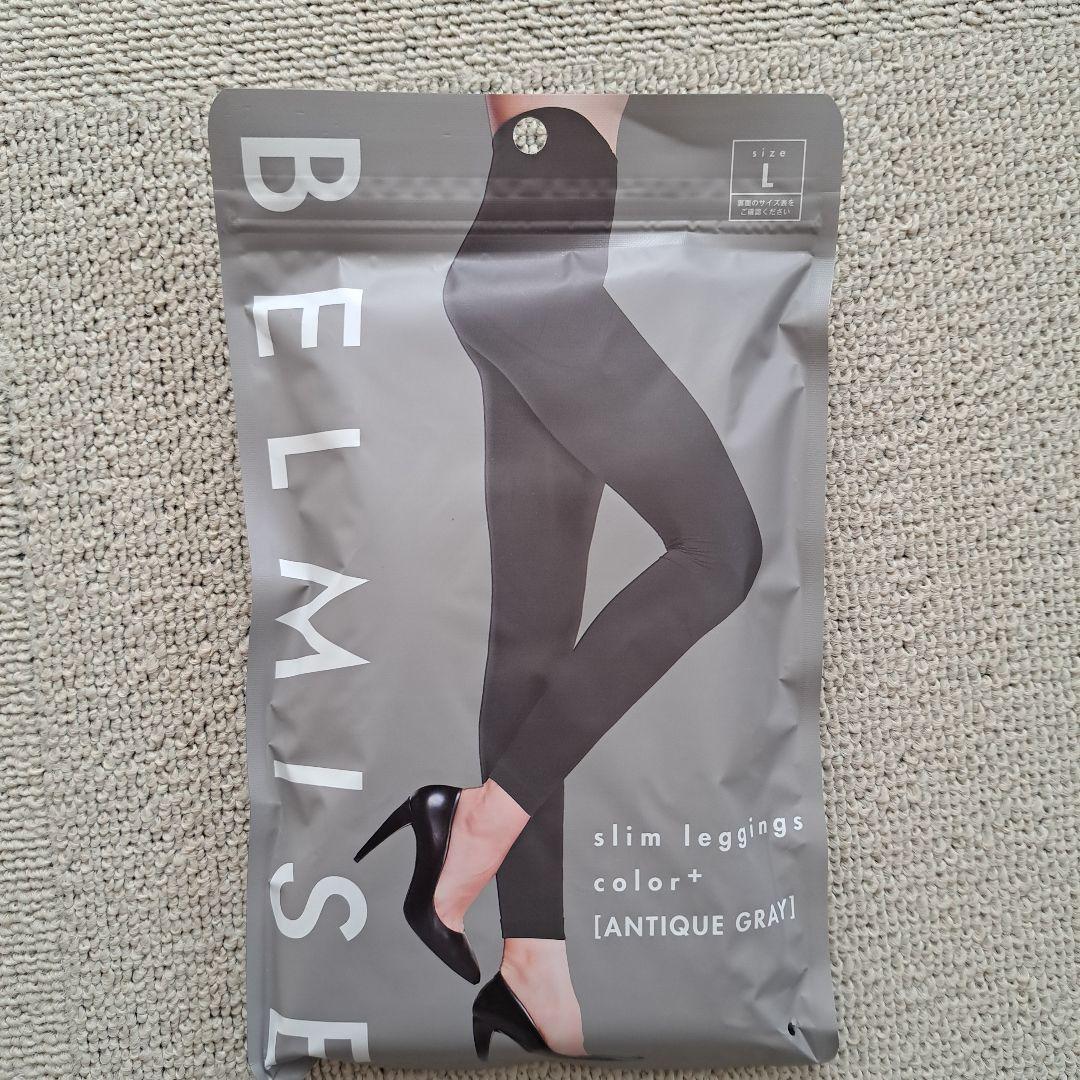 BELMISE
size
L
裏面のサイズ表を
ご確認ください
slim leggings
color+
[ANTIQUE GRAY]